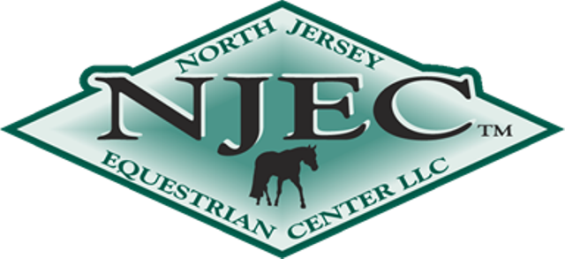 NORTH JERSEY
NJEC™
EQUESTRIAN CENTER LLC